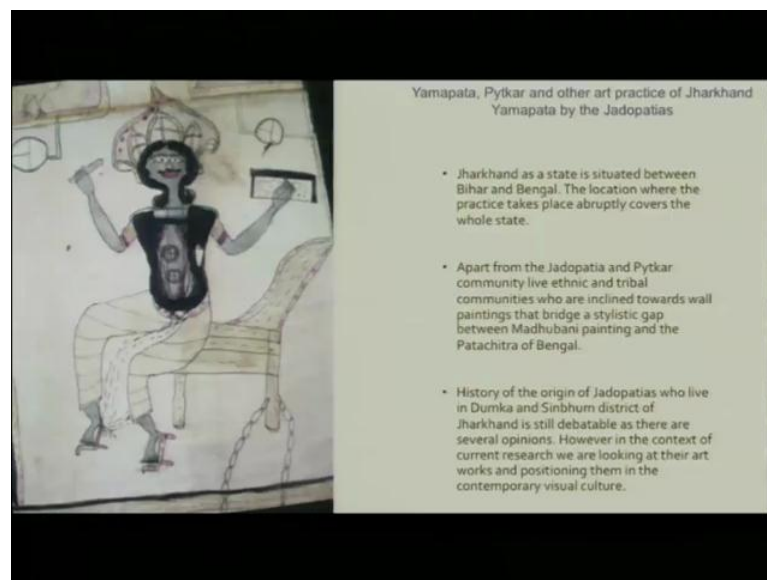 Yamapata, Pytkar and other art practice of Jharkhand
Yamapata by the Jadopatias
• Jharkhand as a state is situated between
Bihar and Bengal. The location where the
practice takes place abruptly covers the
whole state.
• Apart from the Jadopatia and Pytkar
community live ethnic and tribal
communities who are inclined towards wall
paintings that bridge a stylistic gap
between Madhubani painting and the
Patachitra of Bengal.
• History of the origin of Jadopatias who live
in Dumka and Sinbhum district of
Jharkhand is still debatable as there are
several opinions. However in the context of
current research we are looking at their art
works and positioning them in the
contemporary visual culture.